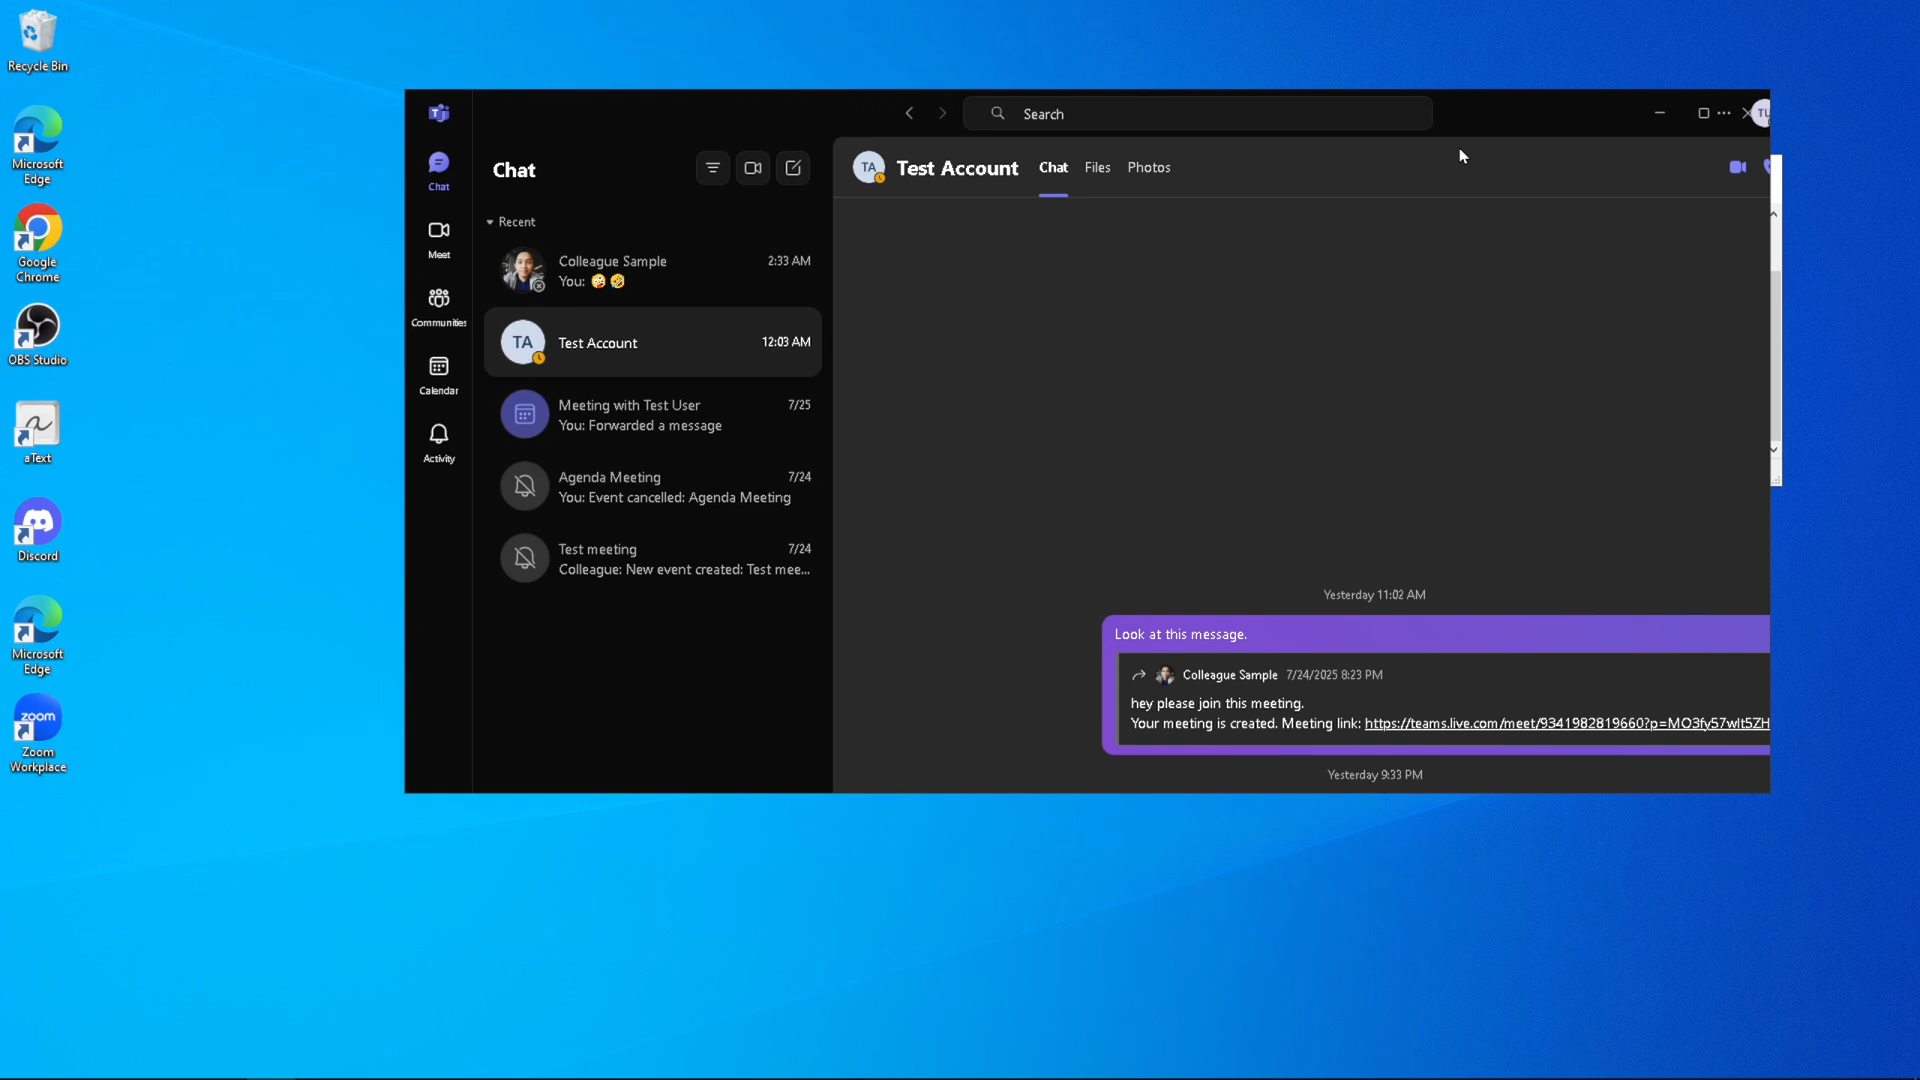 Recycle Bin
Microsoft
Edge
Google
Chrome
OBS Studio
aText
Discord
Microsoft
Edge
zoom
Zoom
Workplace
Search
TU
Chat
Meet
Communities
Calendar
Activity
Chat
Recent
Colleague Sample 2:33 AM
You: 🤪 🤣
TA Test Account 12:03 AM
Meeting with Test User 7/25
You: Forwarded a message
Agenda Meeting 7/24
You: Event cancelled: Agenda Meeting
Test meeting 7/24
Colleague: New event created: Test mee...
TA Test Account Chat Files Photos
Yesterday 11:02 AM
Look at this message.
Colleague Sample 7/24/2025 8:23 PM
hey please join this meeting.
Your meeting is created. Meeting link: https://teams.live.com/meet/9341982819660?p=MO3fy57wlt5ZH
Yesterday 9:33 PM